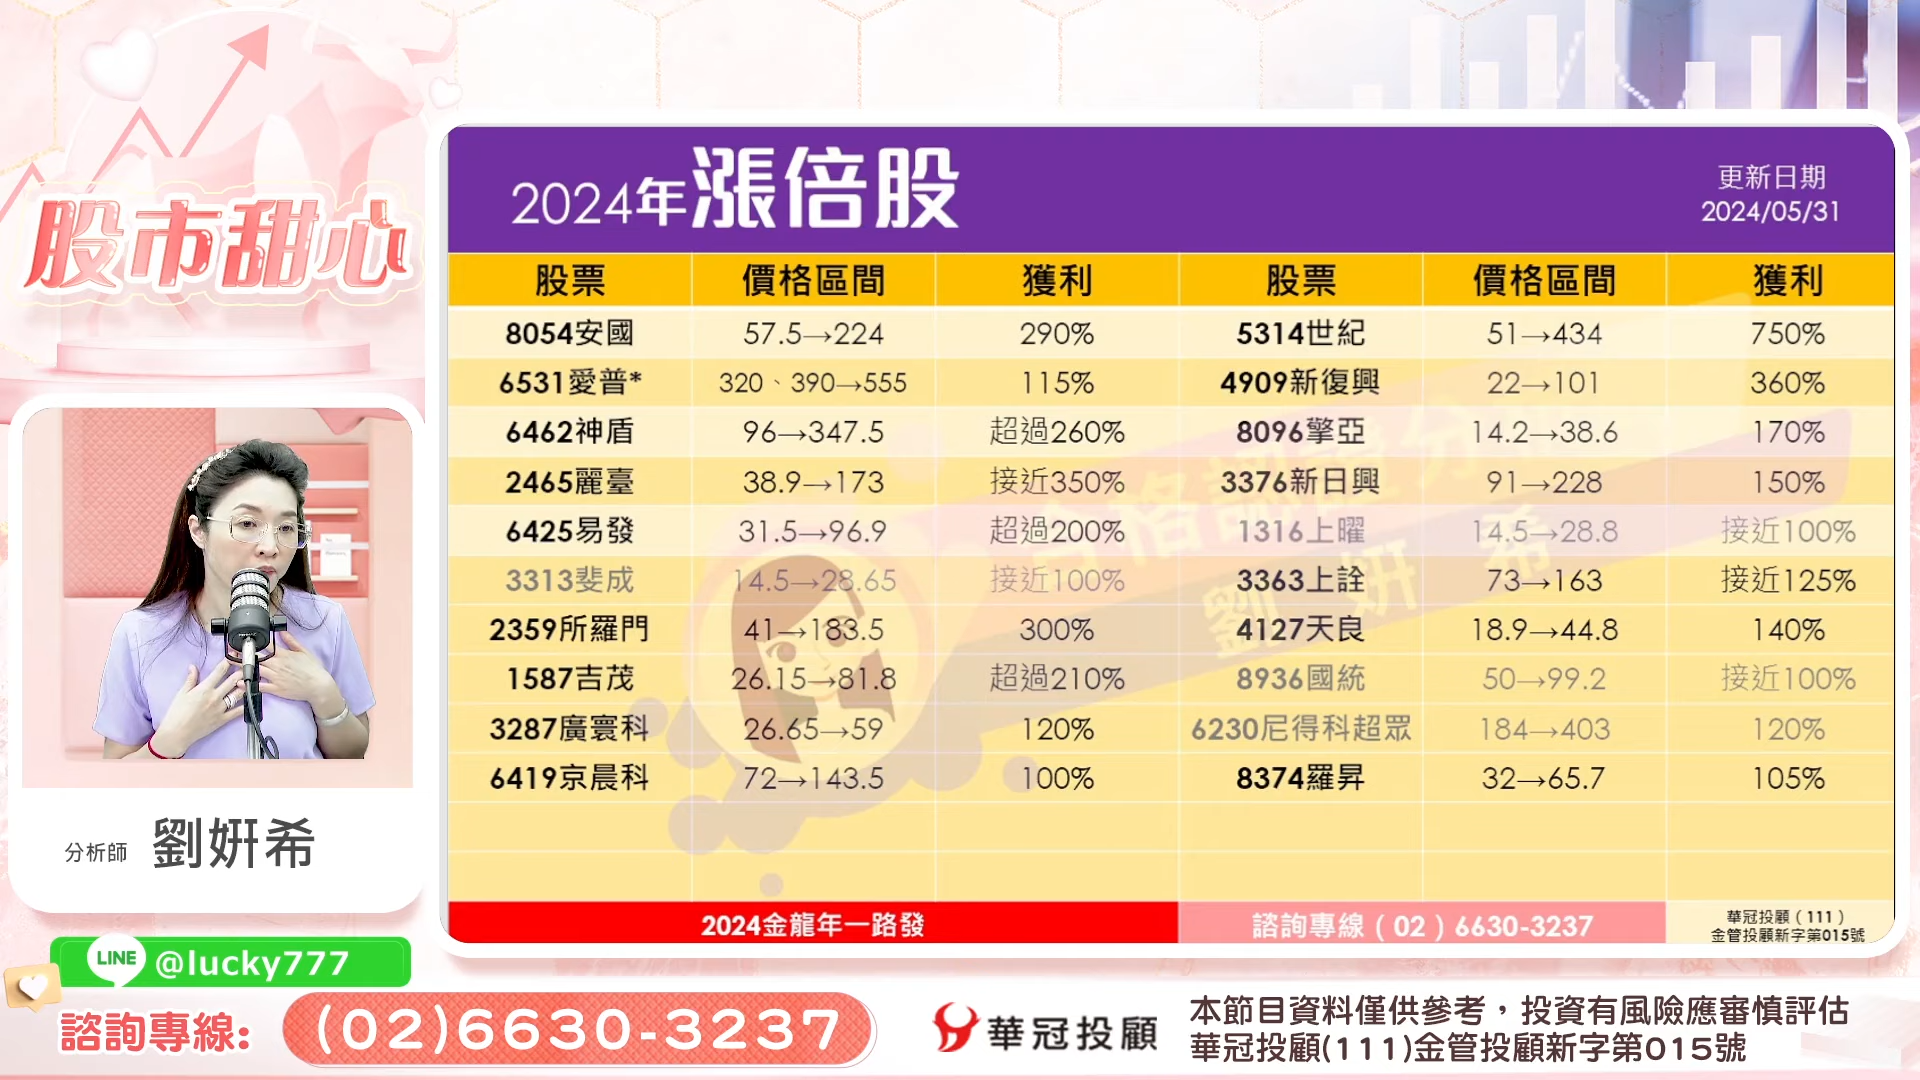 股市甜心
2024年漲倍股
更新日期
2024/05/31
股票 價格區間 獲利 股票 價格區間 獲利
8054安國 57.5→224 290% 5314世紀 51→434 750%
6531愛普* 320、390→555 115% 4909新復興 22→101 360%
6462神盾 96→347.5 超過260% 8096擎亞 14.2→38.6 170%
2465麗臺 38.9→173 接近350% 3376新日興 91→228 150%
6425易發 31.5→96.9 超過200% 1316上曜 14.5→28.8 接近100%
3313斐成 14.5→28.65 接近100% 3363上詮 73→163 接近125%
2359所羅門 41→183.5 300% 4127天良 18.9→44.8 140%
1587吉茂 26.15→81.8 超過210% 8936國統 50→99.2 接近100%
3287廣寰科 26.65→59 120% 6230尼得科超眾 184→403 120%
6419京晨科 72→143.5 100% 8374羅昇 32→65.7 105%
2024金龍年一路發
諮詢專線（02）6630-3237
華冠投顧（111）
金管投顧新字第015號
分析師 劉妍希
LINE @lucky777
諮詢專線: (02)6630-3237
華冠投顧
本節目資料僅供參考，投資有風險應審慎評估
華冠投顧(111)金管投顧新字第015號